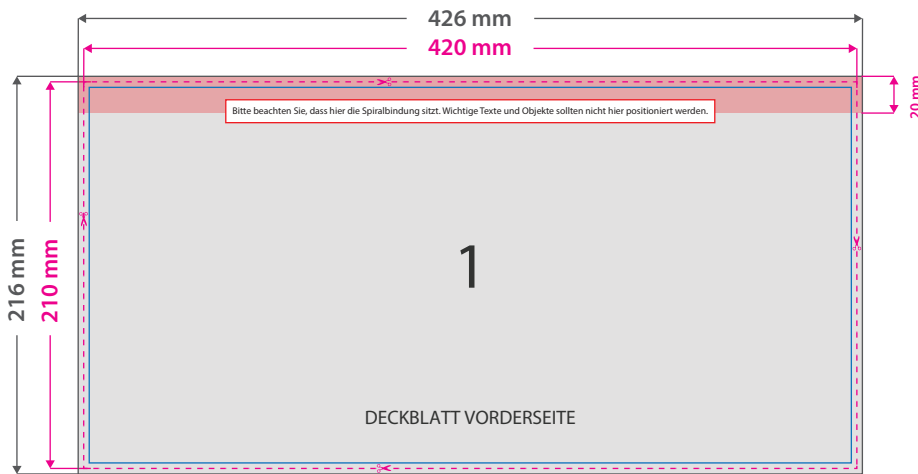 426 mm
420 mm
20 mm
Bitte beachten Sie, dass hier die Spiralbindung sitzt. Wichtige Texte und Objekte sollten nicht hier positioniert werden.
216 mm
210 mm
1
DECKBLATT VORDERSEITE